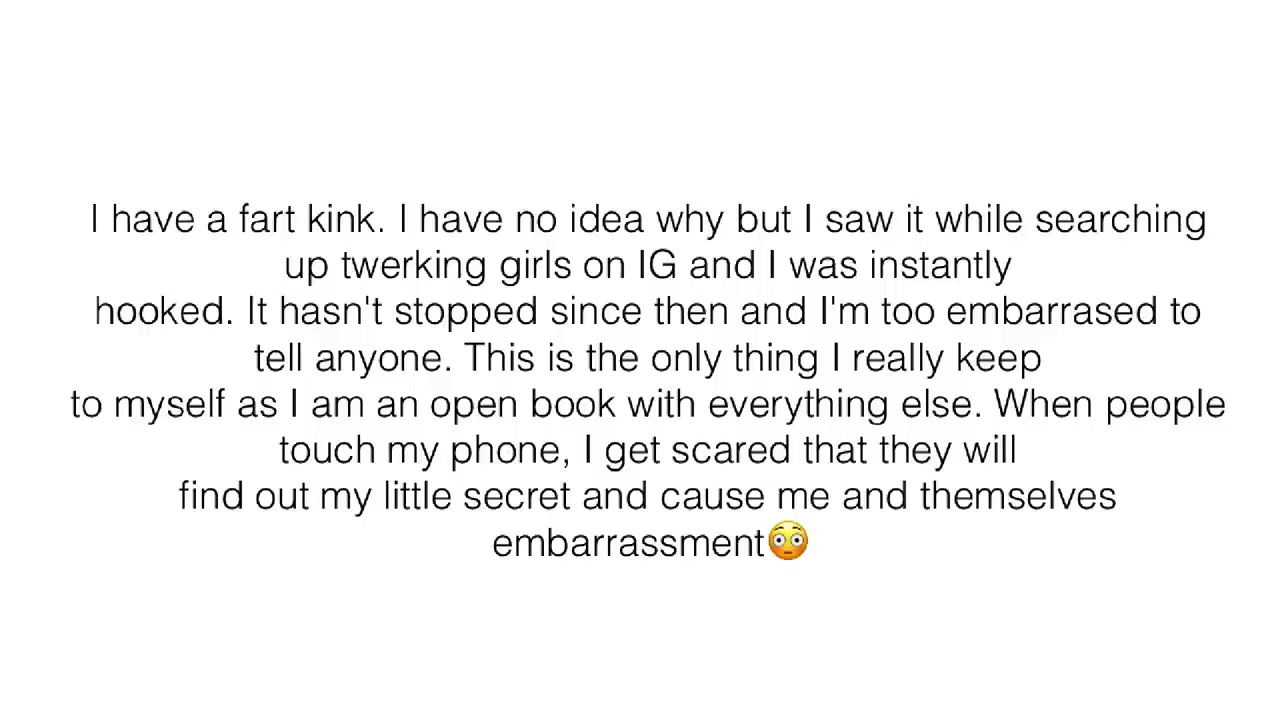 I have a fart kink. I have no idea why but I saw it while searching
up twerking girls on IG and I was instantly
hooked. It hasn't stopped since then and I'm too embarrased to
tell anyone. This is the only thing I really keep
to myself as I am an open book with everything else. When people
touch my phone, I get scared that they will
find out my little secret and cause me and themselves
embarrassment😳